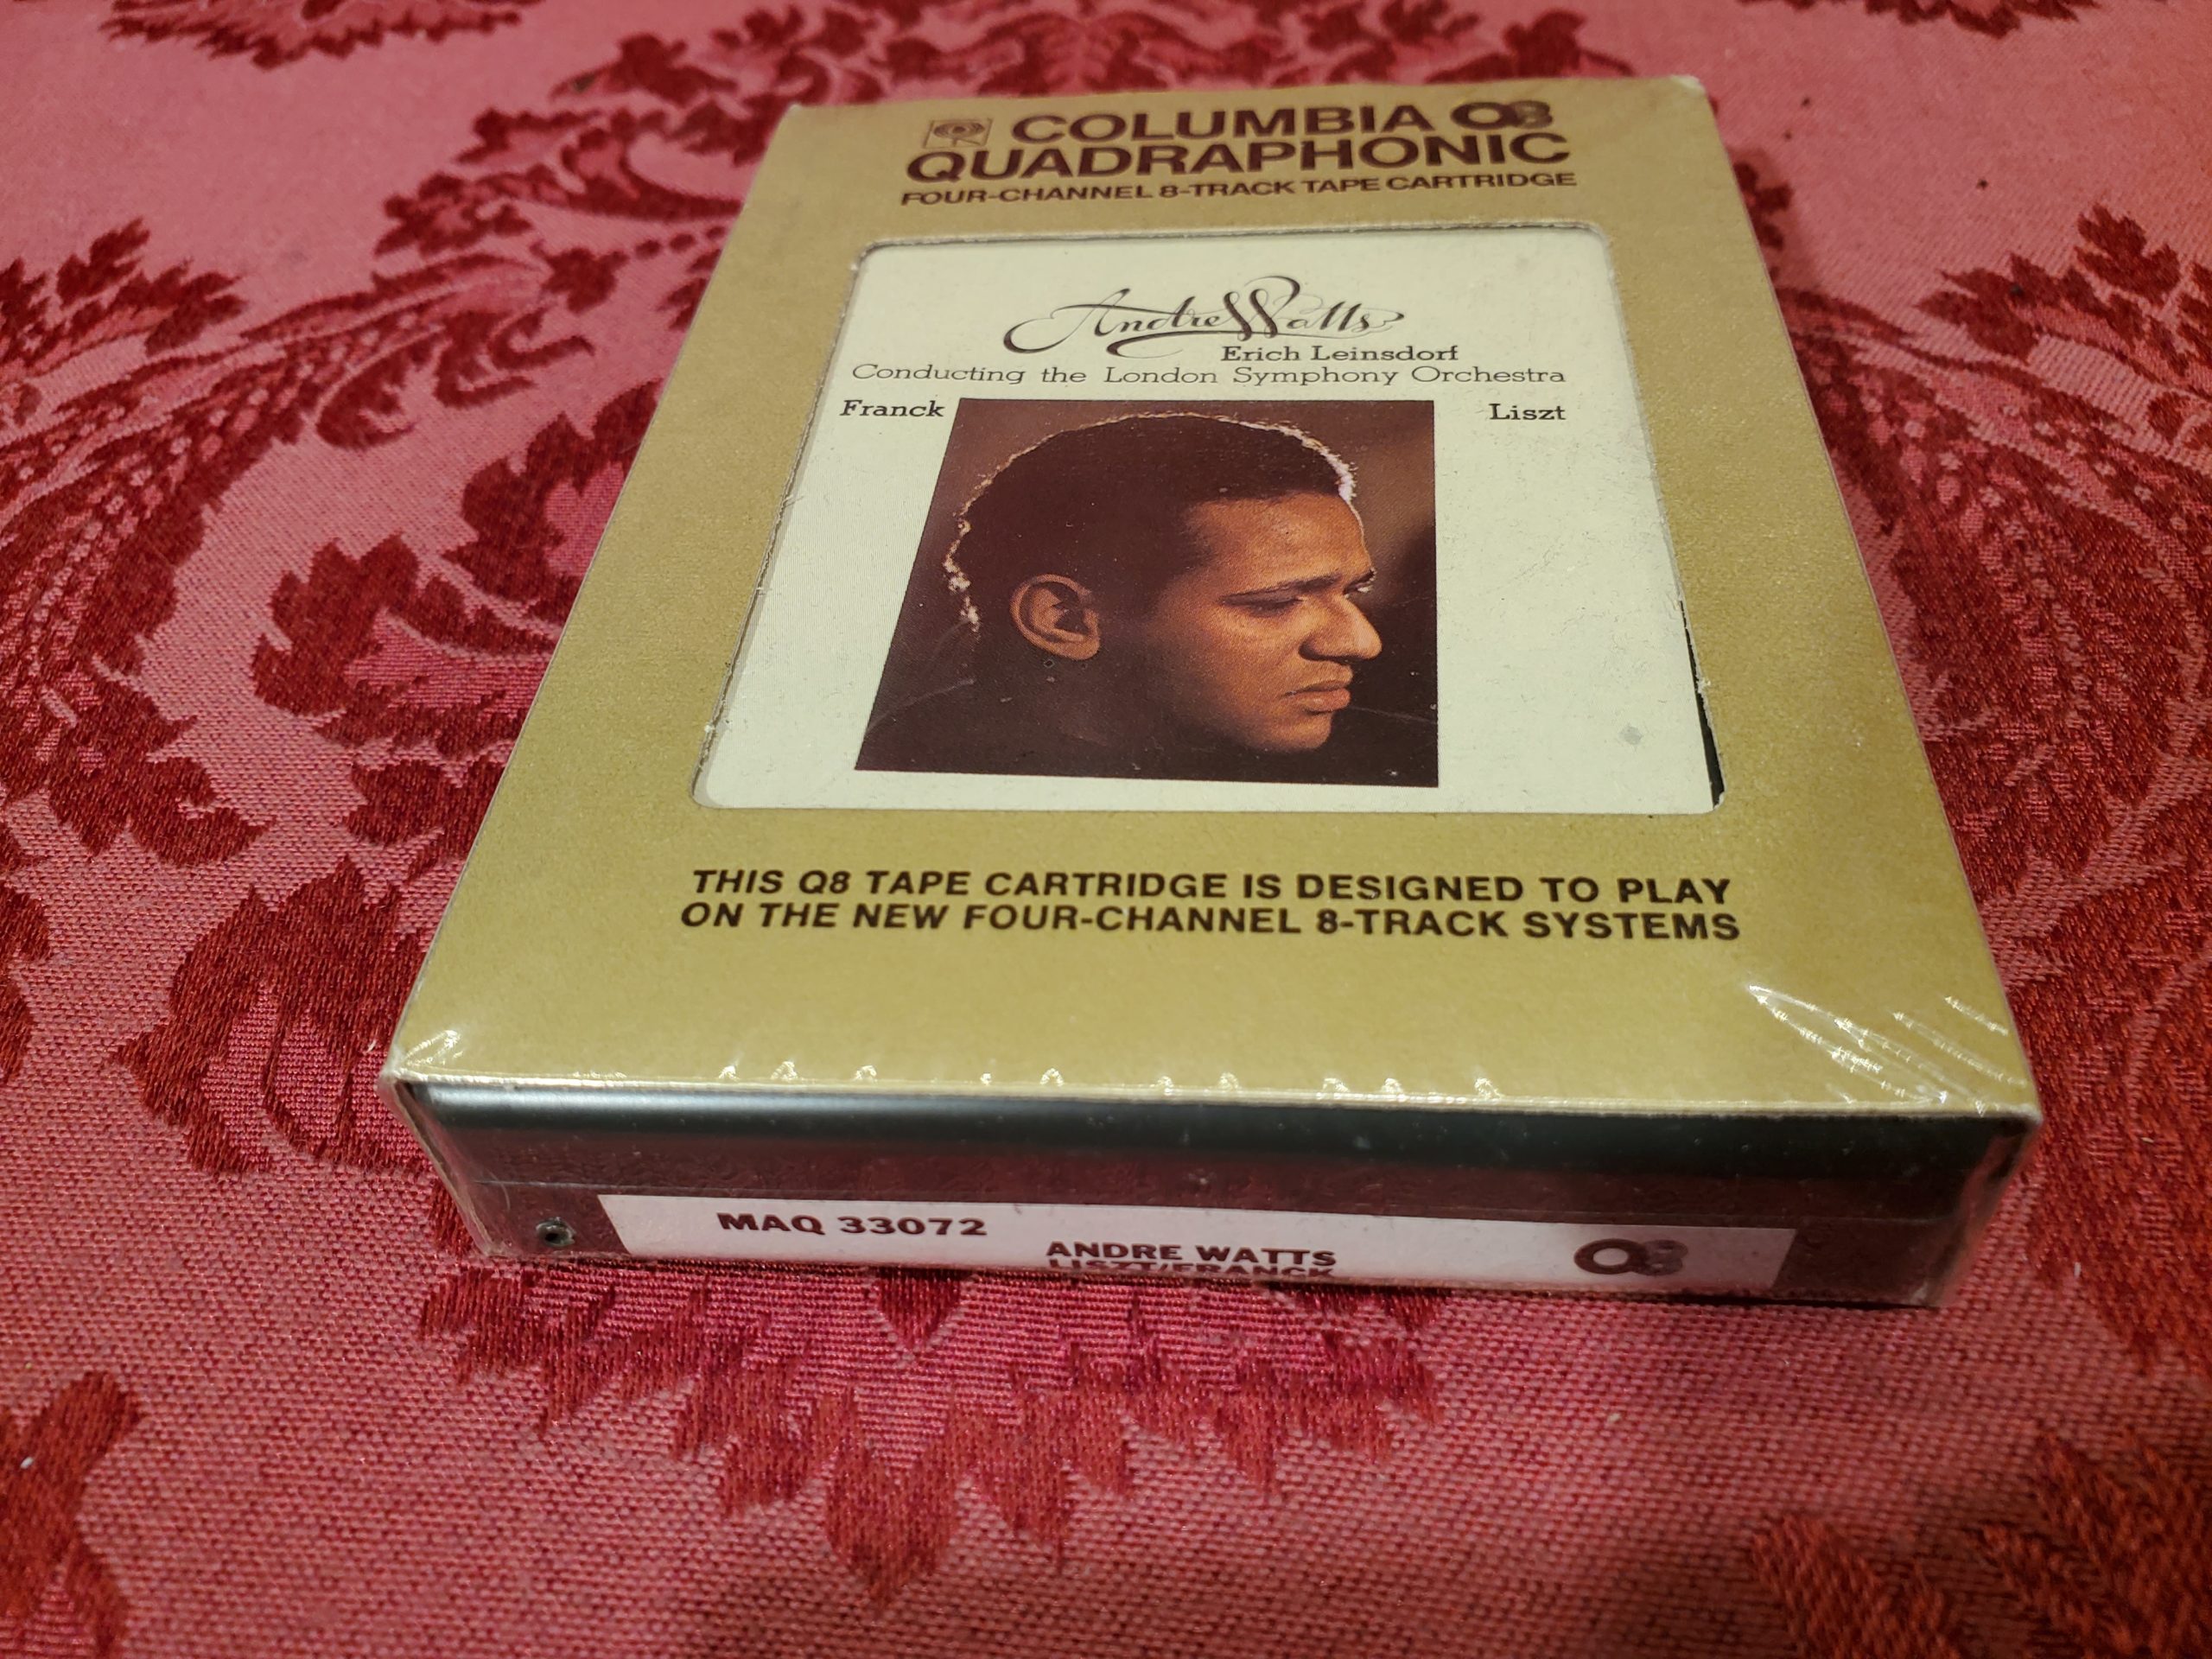 COLUMBIA Q8
QUADRAPHONIC
FOUR-CHANNEL 8-TRACK TAPE CARTRIDGE
Andre Watts
Erich Leinsdorf
Conducting the London Symphony Orchestra
Franck Liszt
THIS Q8 TAPE CARTRIDGE IS DESIGNED TO PLAY
ON THE NEW FOUR-CHANNEL 8-TRACK SYSTEMS
MAQ 33072
ANDRE WATTS
LISZT/FRANCK
Q8